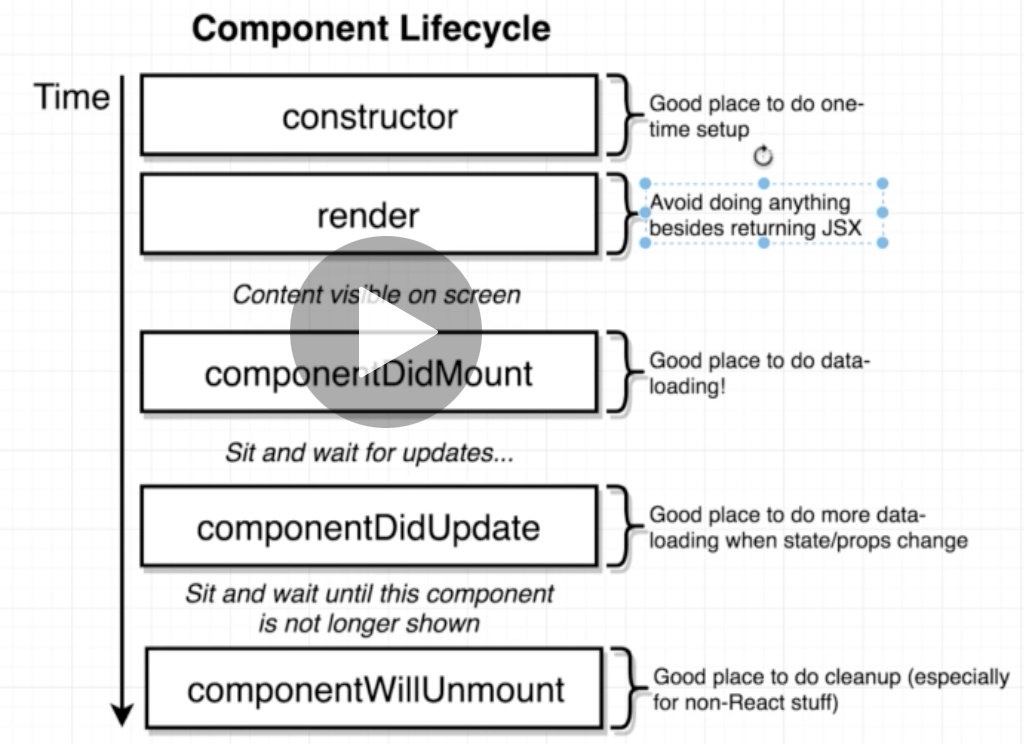 Component Lifecycle
Time
constructor
Good place to do one-
time setup
render
Avoid doing anything
besides returning JSX
Content visible on screen
componentDidMount
Good place to do data-
loading!
Sit and wait for updates...
componentDidUpdate
Good place to do more data-
loading when state/props change
Sit and wait until this component
is not longer shown
componentWillUnmount
Good place to do cleanup (especially
for non-React stuff)